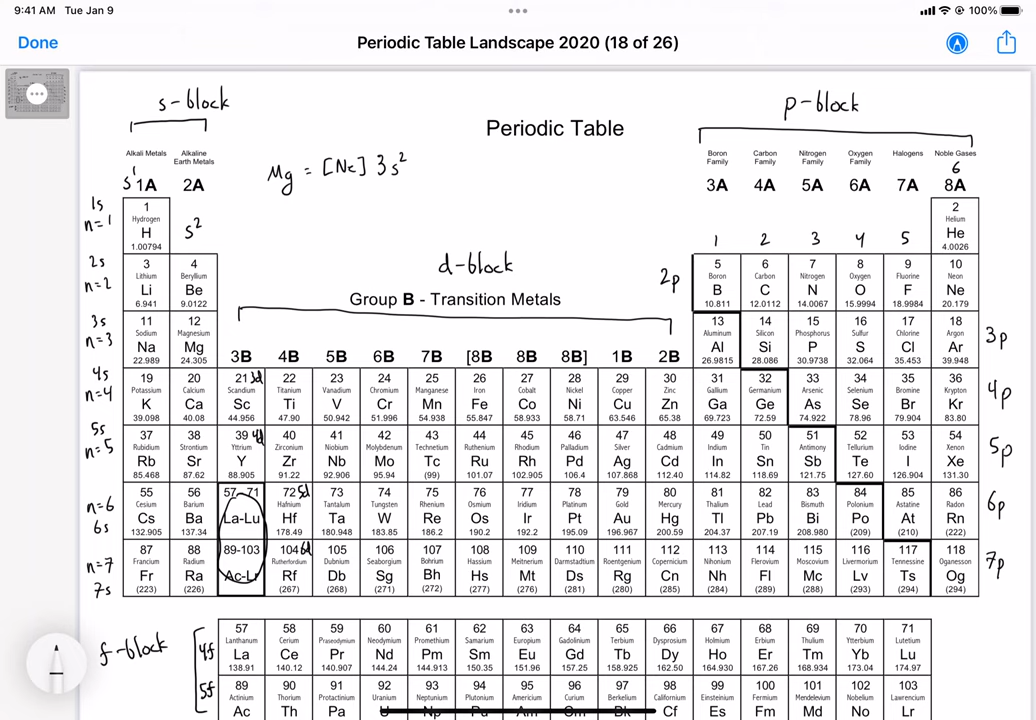 9:41 AM Tue Jan 9
100%
Done
Periodic Table Landscape 2020 (18 of 26)
s-block
p-block
Periodic Table
Alkali Metals
Alkaline Earth Metals
Boron Family
Carbon Family
Nitrogen Family
Oxygen Family
Halogens
Noble Gases
Mg = [Ne] 3s²
s¹ 1A 2A 3A 4A 5A 6A 7A 6 8A
1s
n=1
1 Hydrogen H 1.00794
s²
1 2 3 4 5
2 Helium He 4.0026
d-block
Group B - Transition Metals
2s
n=2
3 Lithium Li 6.941
4 Beryllium Be 9.0122
2p
5 Boron B 10.811
6 Carbon C 12.0112
7 Nitrogen N 14.0067
8 Oxygen O 15.9994
9 Fluorine F 18.9984
10 Neon Ne 20.179
3s
n=3
11 Sodium Na 22.989
12 Magnesium Mg 24.305
3B 4B 5B 6B 7B [8B 8B 8B] 1B 2B
13 Aluminum Al 26.9815
14 Silicon Si 28.086
15 Phosphorus P 30.9738
16 Sulfur S 32.064
17 Chlorine Cl 35.453
18 Argon Ar 39.948
3p
4s
n=4
19 Potassium K 39.098
20 Calcium Ca 40.08
21 3d Scandium Sc 44.956
22 Titanium Ti 47.90
23 Vanadium V 50.942
24 Chromium Cr 51.996
25 Manganese Mn 54.938
26 Iron Fe 55.847
27 Cobalt Co 58.933
28 Nickel Ni 58.71
29 Copper Cu 63.546
30 Zinc Zn 65.38
31 Gallium Ga 69.723
32 Germanium Ge 72.59
33 Arsenic As 74.922
34 Selenium Se 78.96
35 Bromine Br 79.904
36 Krypton Kr 83.80
4p
5s
n=5
37 Rubidium Rb 85.468
38 Strontium Sr 87.62
39 4d Yttrium Y 88.905
40 Zirconium Zr 91.22
41 Niobium Nb 92.906
42 Molybdenum Mo 95.94
43 Technetium Tc (99)
44 Ruthenium Ru 101.07
45 Rhodium Rh 102.905
46 Palladium Pd 106.4
47 Silver Ag 107.868
48 Cadmium Cd 112.40
49 Indium In 114.82
50 Tin Sn 118.69
51 Antimony Sb 121.75
52 Tellurium Te 127.60
53 Iodine I 126.904
54 Xenon Xe 131.30
5p
n=6
6s
55 Cesium Cs 132.905
56 Barium Ba 137.34
57-71 La-Lu
72 5d Hafnium Hf 178.49
73 Tantalum Ta 180.948
74 Tungsten W 183.85
75 Rhenium Re 186.2
76 Osmium Os 190.2
77 Iridium Ir 192.2
78 Platinum Pt 195.09
79 Gold Au 196.967
80 Mercury Hg 200.59
81 Thallium Tl 204.37
82 Lead Pb 207.19
83 Bismuth Bi 208.980
84 Polonium Po (209)
85 Astatine At (210)
86 Radon Rn (222)
6p
n=7
7s
87 Francium Fr (223)
88 Radium Ra (226)
89-103 Ac-Lr
104 6d Rutherfordium Rf (267)
105 Dubnium Db (268)
106 Seaborgium Sg (271)
107 Bohrium Bh (272)
108 Hassium Hs (277)
109 Meitnerium Mt (276)
110 Darmstadtium Ds (281)
111 Roentgenium Rg (280)
112 Copernicium Cn (285)
113 Nihonium Nh (284)
114 Flerovium Fl (289)
115 Moscovium Mc (288)
116 Livermorium Lv (293)
117 Tennessine Ts (294)
118 Oganesson Og (294)
7p
f-block
4f
57 Lanthanum La 138.91
58 Cerium Ce 140.12
59 Praseodymium Pr 140.907
60 Neodymium Nd 144.24
61 Promethium Pm 144.913
62 Samarium Sm 150.35
63 Europium Eu 151.96
64 Gadolinium Gd 157.25
65 Terbium Tb 158.925
66 Dysprosium Dy 162.50
67 Holmium Ho 164.930
68 Erbium Er 167.26
69 Thulium Tm 168.934
70 Ytterbium Yb 173.04
71 Lutetium Lu 174.97
5f
89 Actinium Ac
90 Thorium Th
91 Protactinium Pa
92 Uranium U
93 Neptunium Np
94 Plutonium Pu
95 Americium Am
96 Curium Cm
97 Berkelium Bk
98 Californium Cf
99 Einsteinium Es
100 Fermium Fm
101 Mendelevium Md
102 Nobelium No
103 Lawrencium Lr